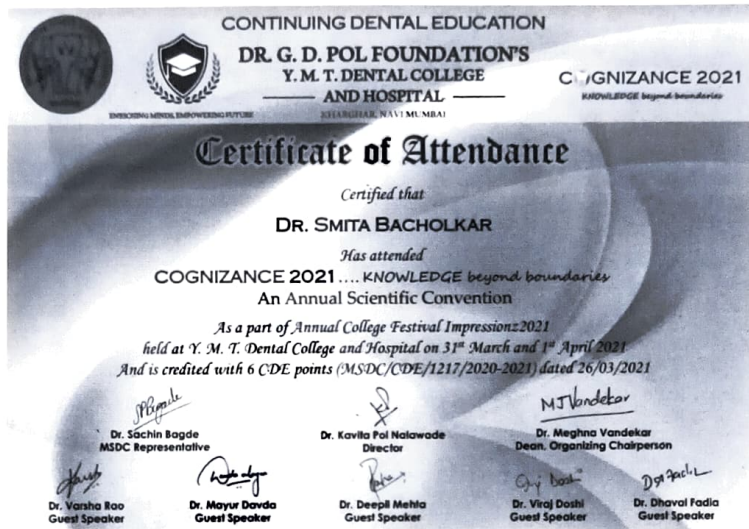 CONTINUING DENTAL EDUCATION
DR. G. D. POL FOUNDATION'S
Y. M. T. DENTAL COLLEGE
AND HOSPITAL
KHARGHAR, NAVI MUMBAI
ENRICHING MINDS, EMPOWERING FUTURE
COGNIZANCE 2021
KNOWLEDGE beyond boundaries
Certificate of Attendance
Certified that
DR. SMITA BACHOLKAR
Has attended
COGNIZANCE 2021.... KNOWLEDGE beyond boundaries
An Annual Scientific Convention
As a part of Annual College Festival Impressionz2021
held at Y. M. T. Dental College and Hospital on 31st March and 1st April 2021
And is credited with 6 CDE points (MSDC/CDE/1217/2020-2021) dated 26/03/2021
SPBagade
MJVandekar
Dr. Sachin Bagde
MSDC Representative
Dr. Kavita Pol Nalawade
Director
Dr. Meghna Vandekar
Dean, Organizing Chairperson
Dr. Varsha Rao
Guest Speaker
Dr. Mayur Davda
Guest Speaker
Dr. Deepti Mehta
Guest Speaker
Dr. Viraj Doshi
Guest Speaker
Dr. Dhaval Fadia
Guest Speaker